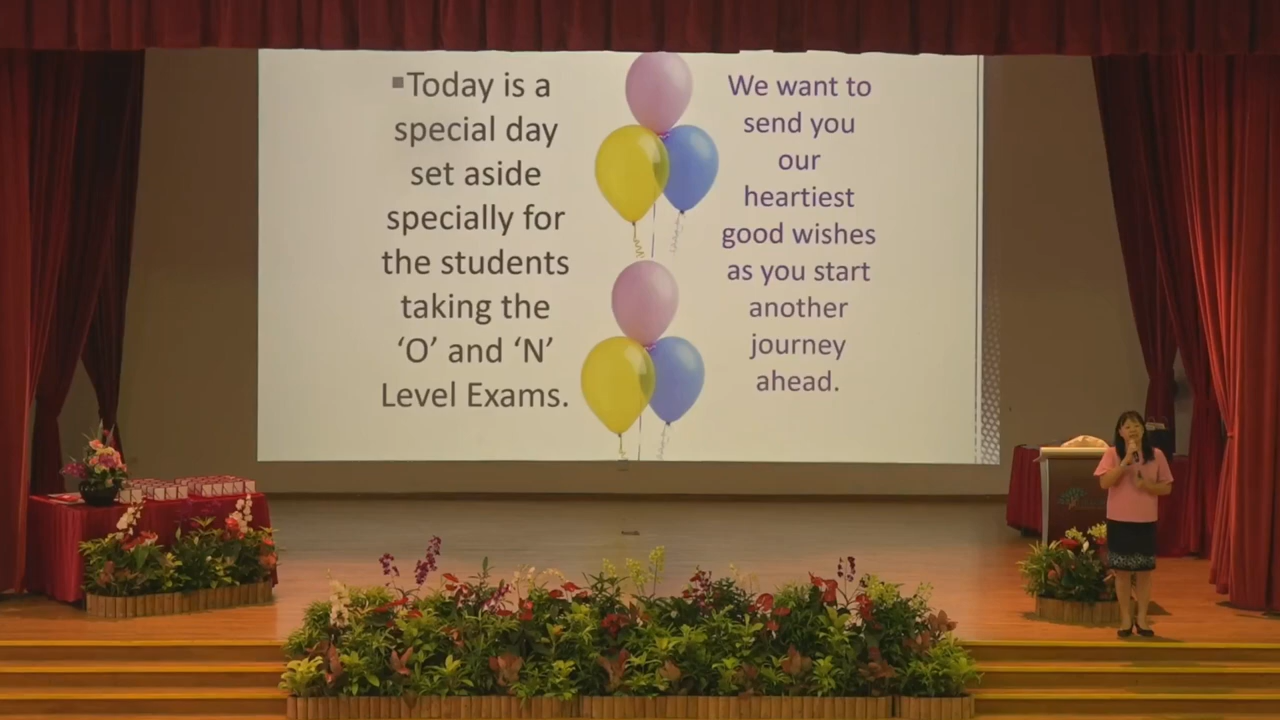 ▪Today is a
special day
set aside
specially for
the students
taking the
‘O’ and ‘N’
Level Exams.
We want to
send you
our
heartiest
good wishes
as you start
another
journey
ahead.